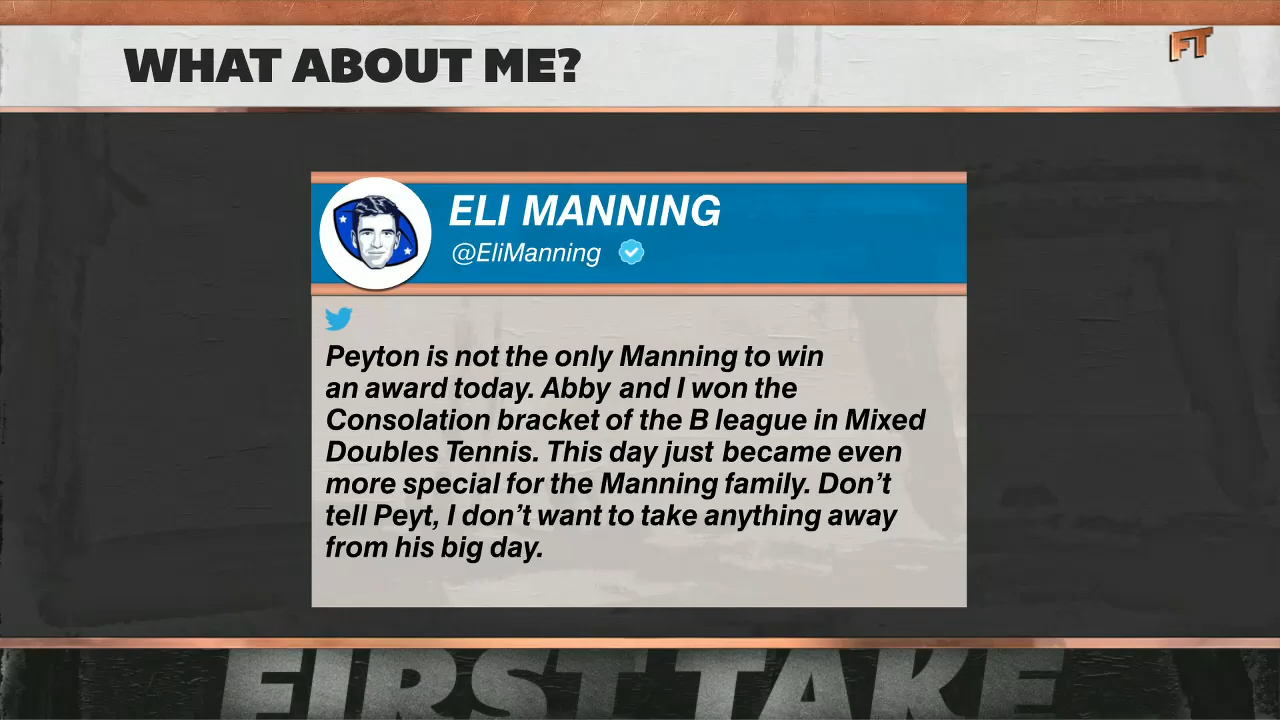 WHAT ABOUT ME?
FT
ELI MANNING
@EliManning
Peyton is not the only Manning to win
an award today. Abby and I won the
Consolation bracket of the B league in Mixed
Doubles Tennis. This day just became even
more special for the Manning family. Don’t
tell Peyt, I don’t want to take anything away
from his big day.
FIRST TAKE